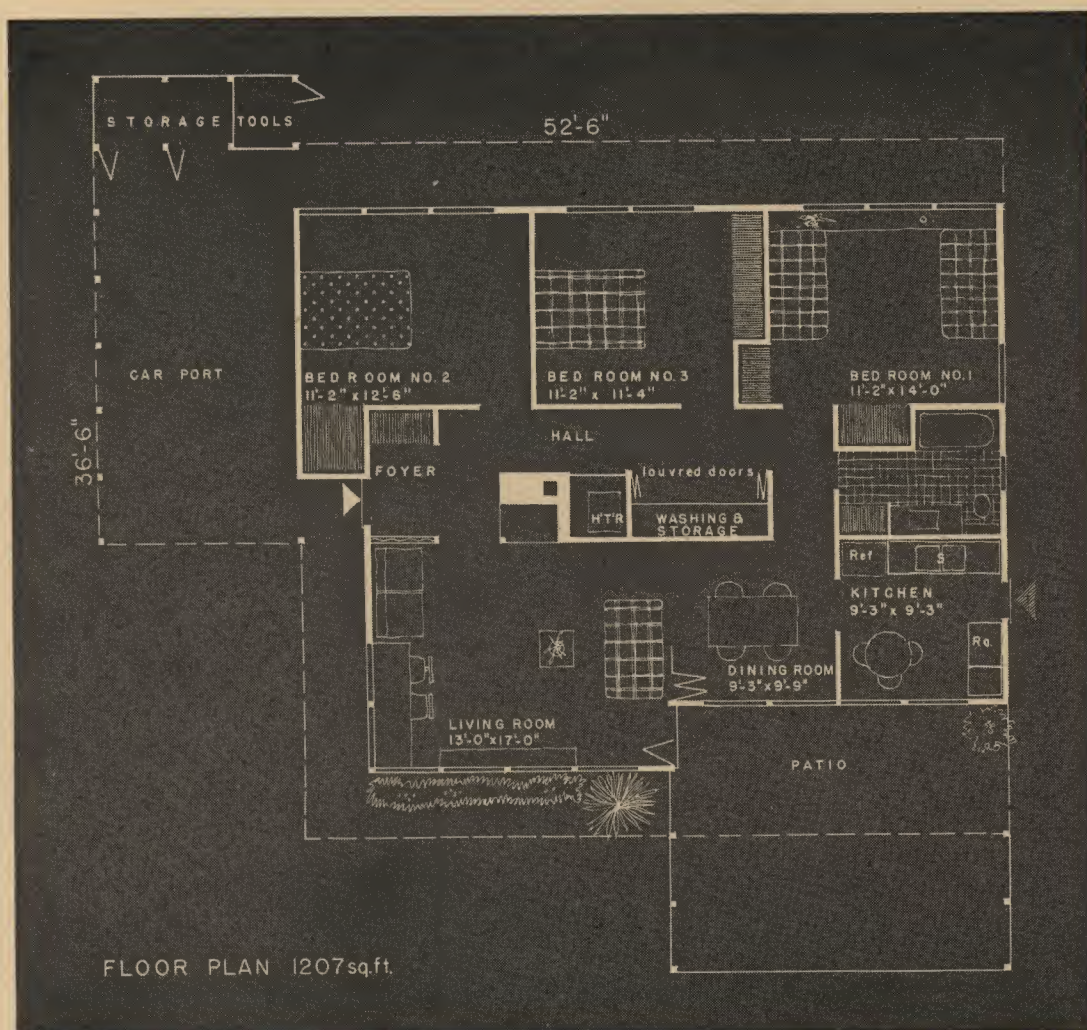 STORAGE TOOLS
52'-6"
CAR PORT
36'-6"
BED ROOM NO. 2
11'-2" x 12'-6"
BED ROOM NO. 3
11'-2" x 11'-4"
BED ROOM NO. 1
11'-2" x 14'-0"
HALL
FOYER
louvred doors
H'T'R
WASHING &
STORAGE
Ref
S
KITCHEN
9'-3" x 9'-3"
Ra.
DINING ROOM
9'-3" x 9'-9"
LIVING ROOM
13'-0" x 17'-0"
PATIO
FLOOR PLAN 1207 sq. ft.